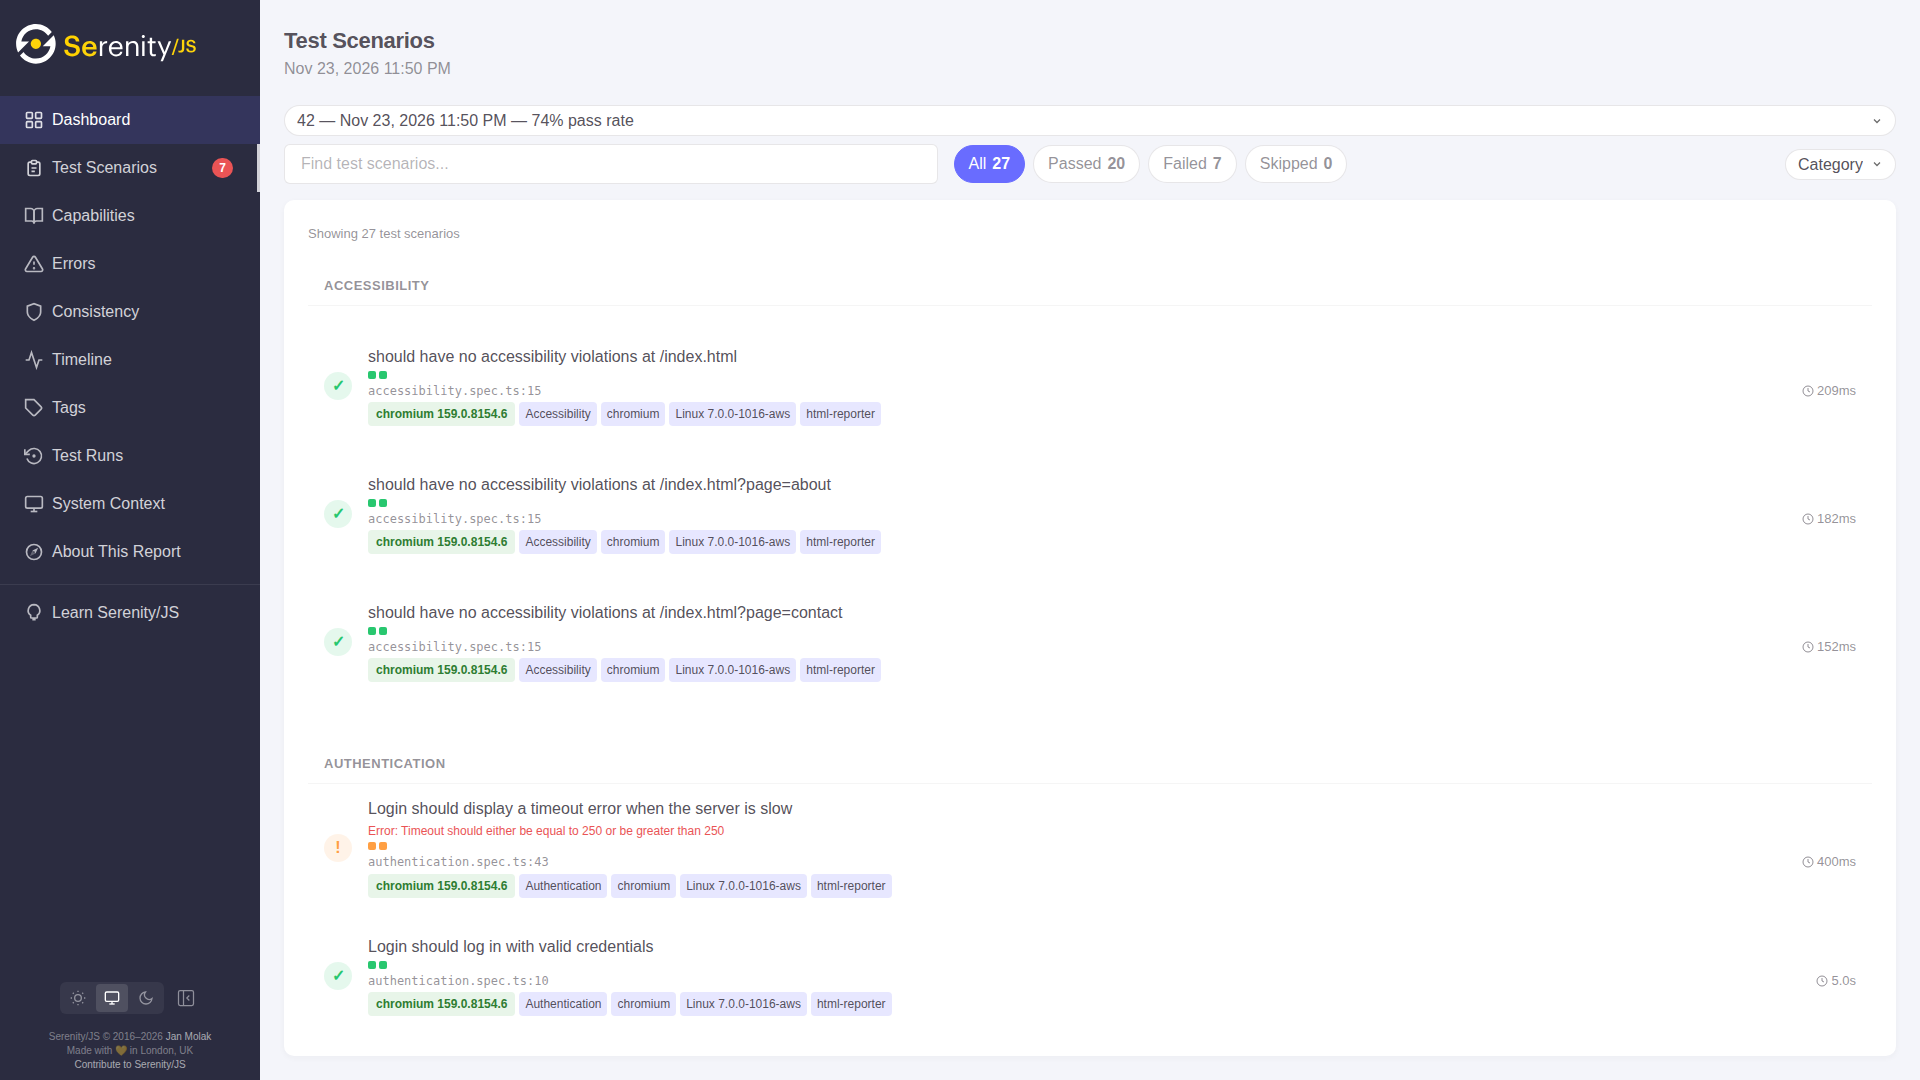 Serenity/JS
Dashboard
Test Scenarios 7
Capabilities
Errors
Consistency
Timeline
Tags
Test Runs
System Context
About This Report
Learn Serenity/JS
Serenity/JS © 2016–2026 Jan Molak
Made with 🤎 in London, UK
Contribute to Serenity/JS
Test Scenarios
Nov 23, 2026 11:50 PM
42 — Nov 23, 2026 11:50 PM — 74% pass rate
Find test scenarios... All 27 Passed 20 Failed 7 Skipped 0 Category
Showing 27 test scenarios
ACCESSIBILITY
should have no accessibility violations at /index.html
✓
accessibility.spec.ts:15 209ms
chromium 159.0.8154.6 Accessibility chromium Linux 7.0.0-1016-aws html-reporter
should have no accessibility violations at /index.html?page=about
✓
accessibility.spec.ts:15 182ms
chromium 159.0.8154.6 Accessibility chromium Linux 7.0.0-1016-aws html-reporter
should have no accessibility violations at /index.html?page=contact
✓
accessibility.spec.ts:15 152ms
chromium 159.0.8154.6 Accessibility chromium Linux 7.0.0-1016-aws html-reporter
AUTHENTICATION
Login should display a timeout error when the server is slow
Error: Timeout should either be equal to 250 or be greater than 250
!
authentication.spec.ts:43 400ms
chromium 159.0.8154.6 Authentication chromium Linux 7.0.0-1016-aws html-reporter
Login should log in with valid credentials
✓
authentication.spec.ts:10 5.0s
chromium 159.0.8154.6 Authentication chromium Linux 7.0.0-1016-aws html-reporter